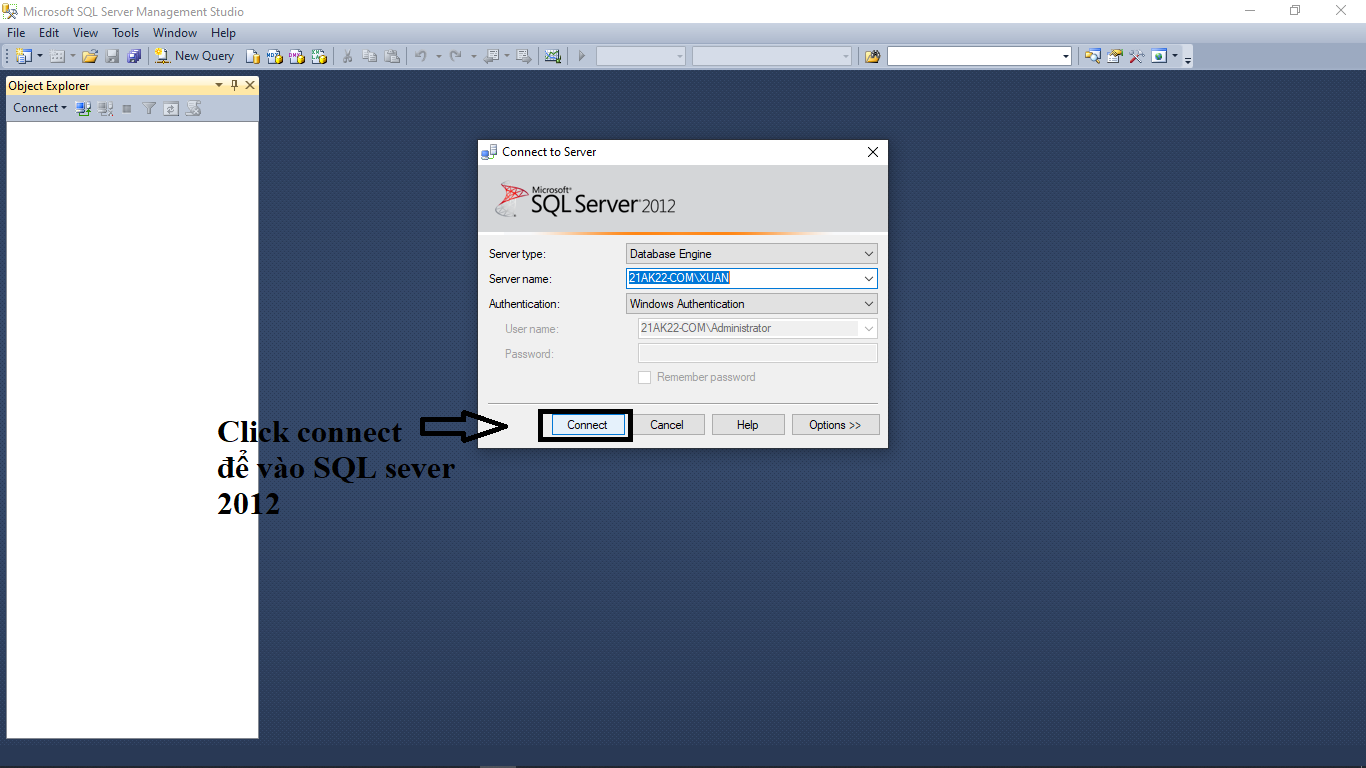 Microsoft SQL Server Management Studio
File Edit View Tools Window Help
New Query
Object Explorer
Connect
Connect to Server
Microsoft®
SQL Server® 2012
Server type: Database Engine
Server name: 21AK22-COM\XUAN
Authentication: Windows Authentication
User name: 21AK22-COM\Administrator
Password:
Remember password
Connect Cancel Help Options >>
Click connect
để vào SQL sever
2012